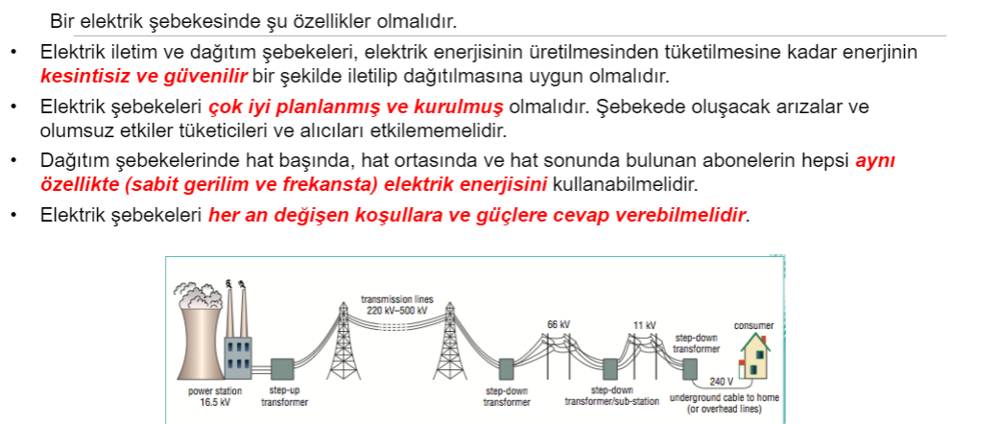 Bir elektrik şebekesinde şu özellikler olmalıdır.
• Elektrik iletim ve dağıtım şebekeleri, elektrik enerjisinin üretilmesinden tüketilmesine kadar enerjinin
kesintisiz ve güvenilir bir şekilde iletilip dağıtılmasına uygun olmalıdır.
• Elektrik şebekeleri çok iyi planlanmış ve kurulmuş olmalıdır. Şebekede oluşacak arızalar ve
olumsuz etkiler tüketicileri ve alıcıları etkilememelidir.
• Dağıtım şebekelerinde hat başında, hat ortasında ve hat sonunda bulunan abonelerin hepsi aynı
özellikte (sabit gerilim ve frekansta) elektrik enerjisini kullanabilmelidir.
• Elektrik şebekeleri her an değişen koşullara ve güçlere cevap verebilmelidir.
transmission lines
220 kV–500 kV
66 kV
11 kV
consumer
step-down
transformer
240 V
power station
16.5 kV
step-up
transformer
step-down
transformer
step-down
transformer/sub-station
underground cable to home
(or overhead lines)